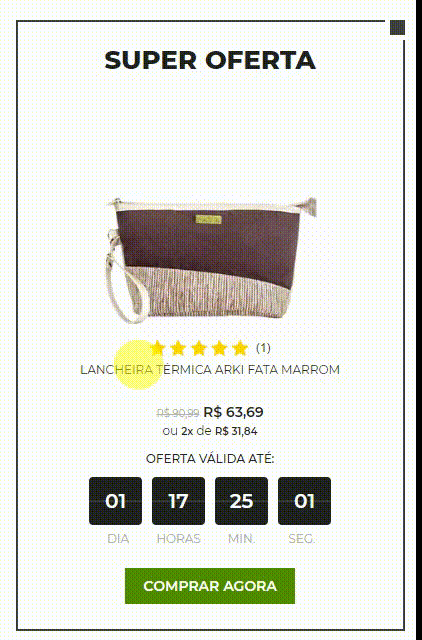 SUPER OFERTA
(1)
LANCHEIRA TÉRMICA ARKI FATA MARROM
R$ 90,99 R$ 63,69
ou 2x de R$ 31,84
OFERTA VÁLIDA ATÉ:
01 17 25 01
DIA HORAS MIN. SEG.
COMPRAR AGORA